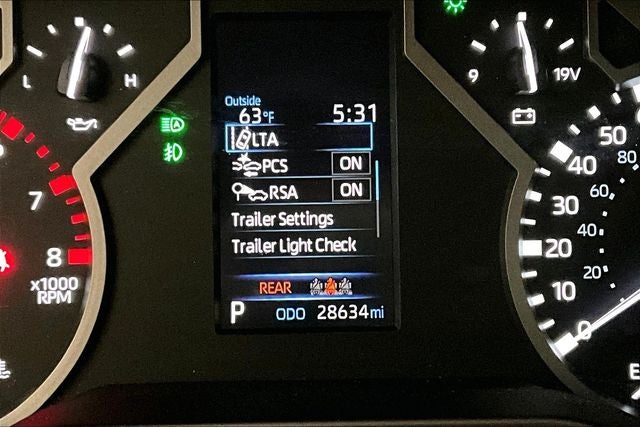 L H
9 19V
Outside
63°F 5:31
LTA
PCS ON
RSA ON
Trailer Settings
Trailer Light Check
REAR
P ODO 28634mi
7
8
x1000
RPM
50
80
40
60
30
40
20
20
10
0
E